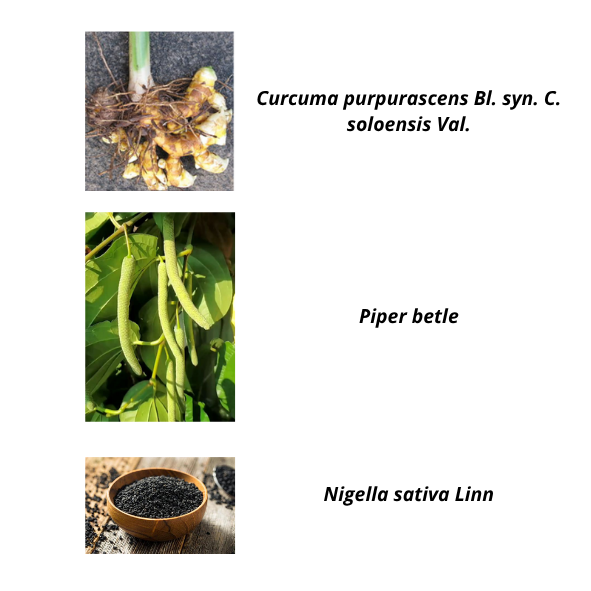 Curcuma purpurascens Bl. syn. C.
soloensis Val.
Piper betle
Nigella sativa Linn